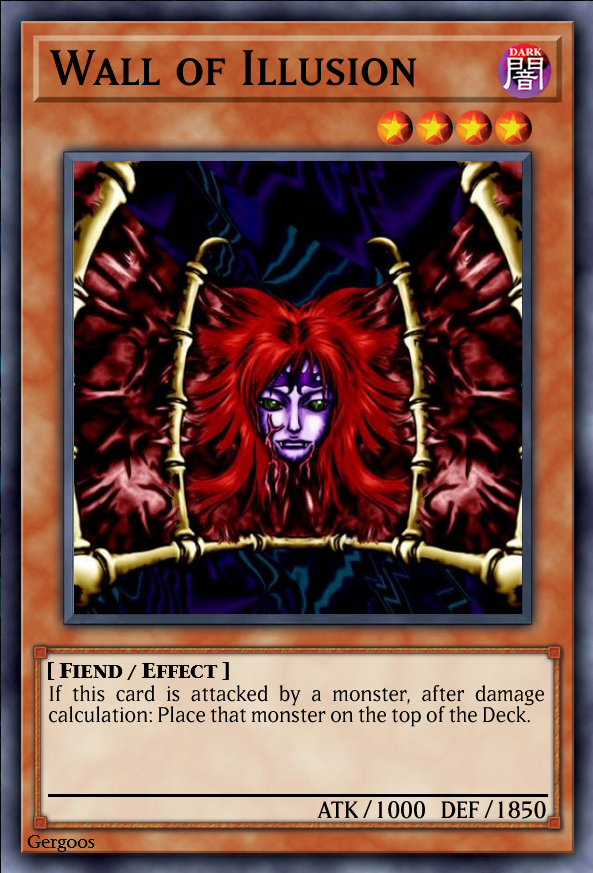 Wall of Illusion
DARK
闇
[ Fiend / Effect ]
If this card is attacked by a monster, after damage
calculation: Place that monster on the top of the Deck.
ATK / 1000 DEF / 1850
Gergoos